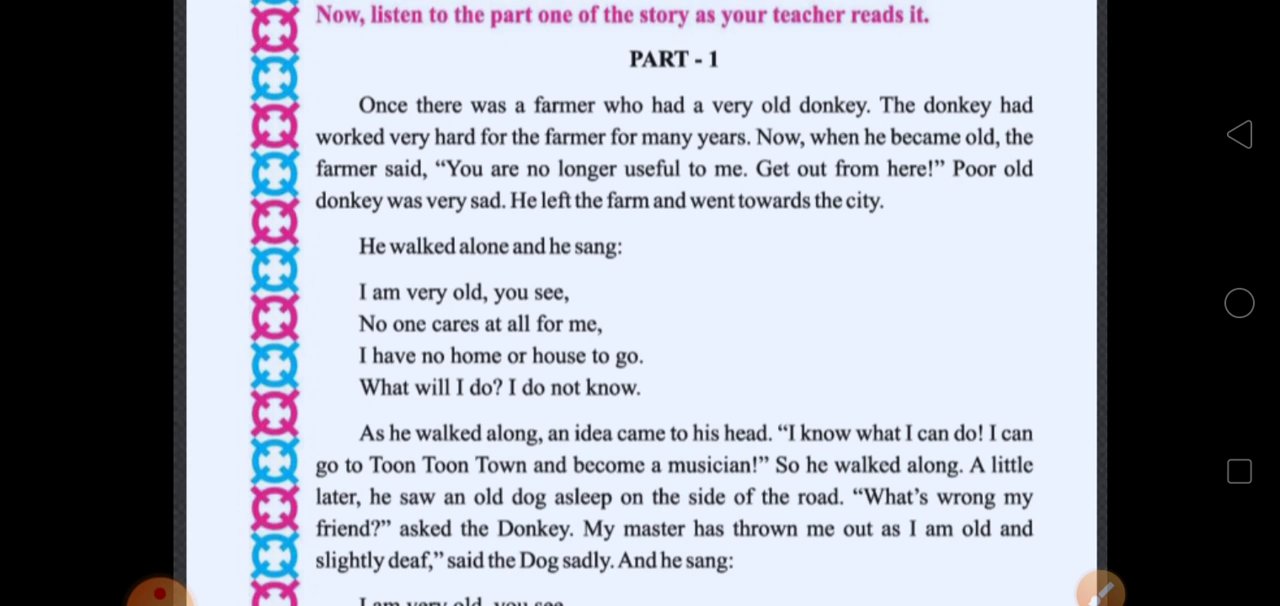 Now, listen to the part one of the story as your teacher reads it.
PART - 1
Once there was a farmer who had a very old donkey. The donkey had
worked very hard for the farmer for many years. Now, when he became old, the
farmer said, “You are no longer useful to me. Get out from here!” Poor old
donkey was very sad. He left the farm and went towards the city.
He walked alone and he sang:
I am very old, you see,
No one cares at all for me,
I have no home or house to go.
What will I do? I do not know.
As he walked along, an idea came to his head. “I know what I can do! I can
go to Toon Toon Town and become a musician!” So he walked along. A little
later, he saw an old dog asleep on the side of the road. “What’s wrong my
friend?” asked the Donkey. My master has thrown me out as I am old and
slightly deaf,” said the Dog sadly. And he sang:
I am very old, you see